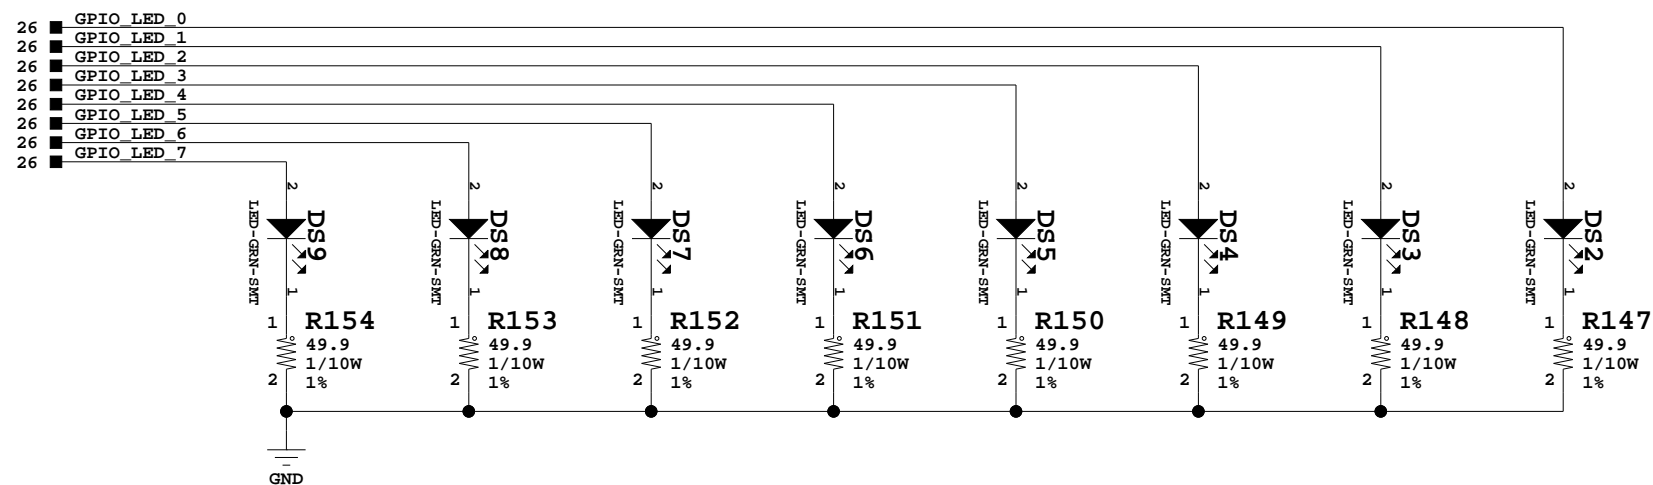 26 GPIO_LED_0
26 GPIO_LED_1
26 GPIO_LED_2
26 GPIO_LED_3
26 GPIO_LED_4
26 GPIO_LED_5
26 GPIO_LED_6
26 GPIO_LED_7
2 2 2 2 2 2 2 2
LED-GRN-SMT DS9
LED-GRN-SMT DS8
LED-GRN-SMT DS7
LED-GRN-SMT DS6
LED-GRN-SMT DS5
LED-GRN-SMT DS4
LED-GRN-SMT DS3
LED-GRN-SMT DS2
1 1 1 1 1 1 1 1
1 R154 1 R153 1 R152 1 R151 1 R150 1 R149 1 R148 1 R147
49.9 49.9 49.9 49.9 49.9 49.9 49.9 49.9
1/10W 1/10W 1/10W 1/10W 1/10W 1/10W 1/10W 1/10W
2 1% 2 1% 2 1% 2 1% 2 1% 2 1% 2 1% 2 1%
GND